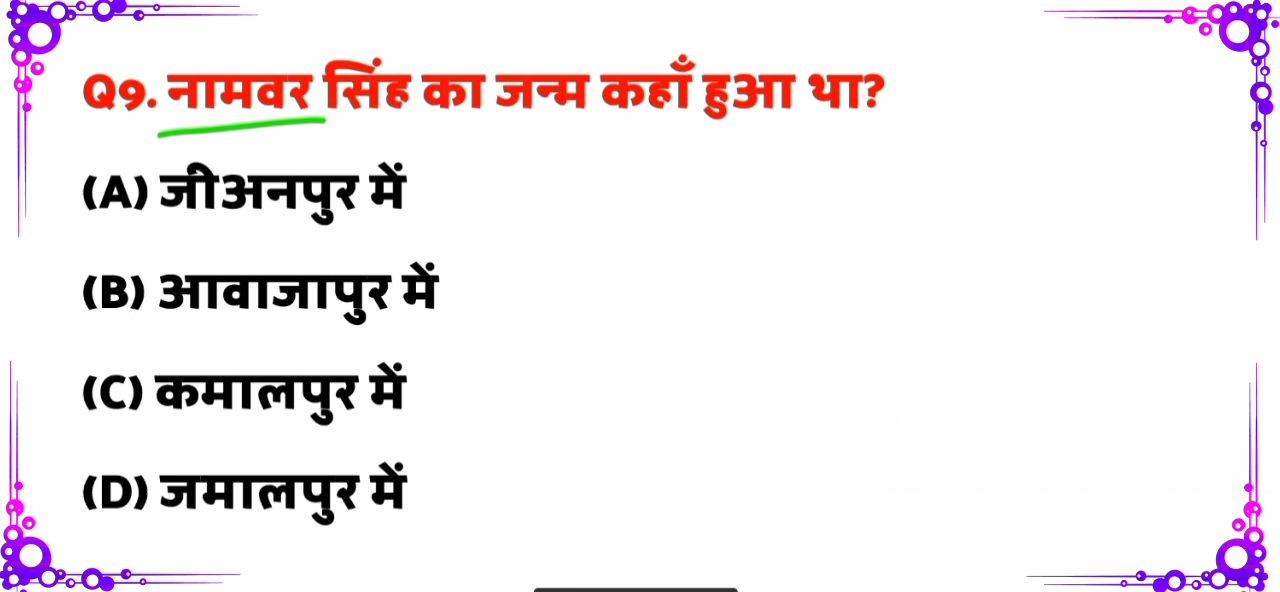 Q9. नामवर सिंह का जन्म कहाँ हुआ था?
(A) जीअनपुर में
(B) आवाजापुर में
(C) कमालपुर में
(D) जमालपुर में